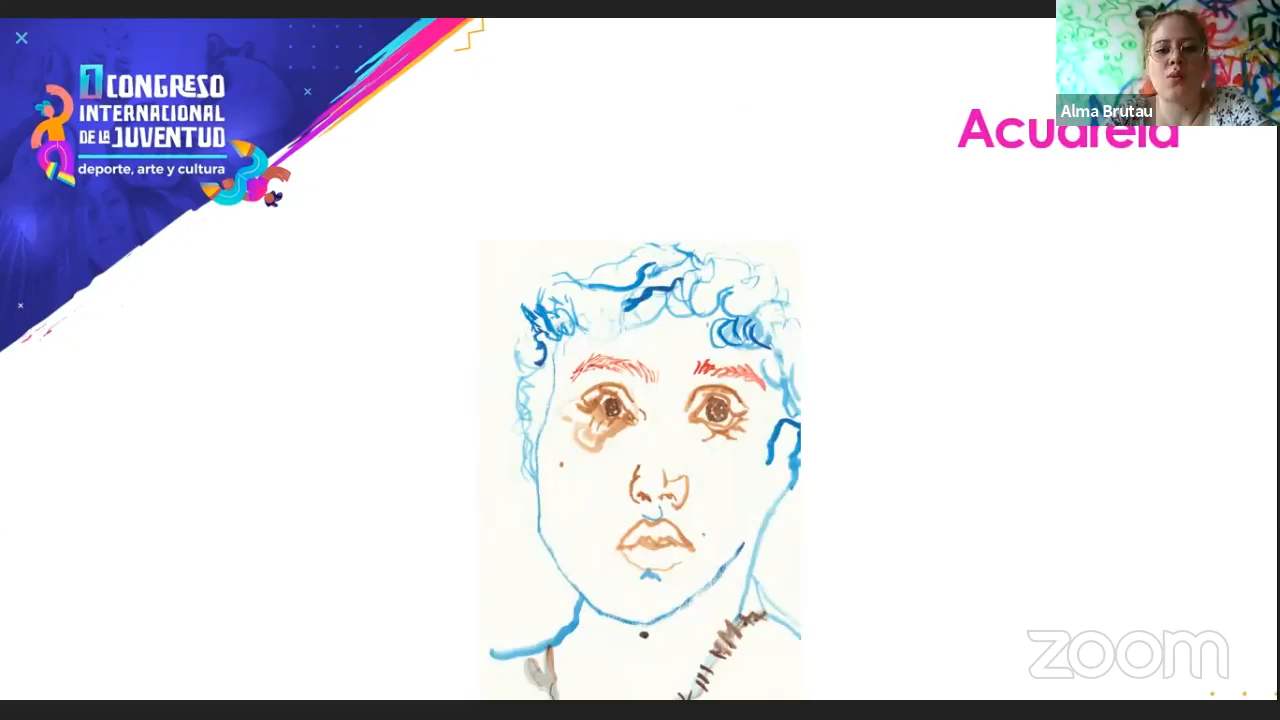 1 CONGRESO
INTERNACIONAL
DE LA JUVENTUD
deporte, arte y cultura
Alma Brutau
Acuarela
zoom